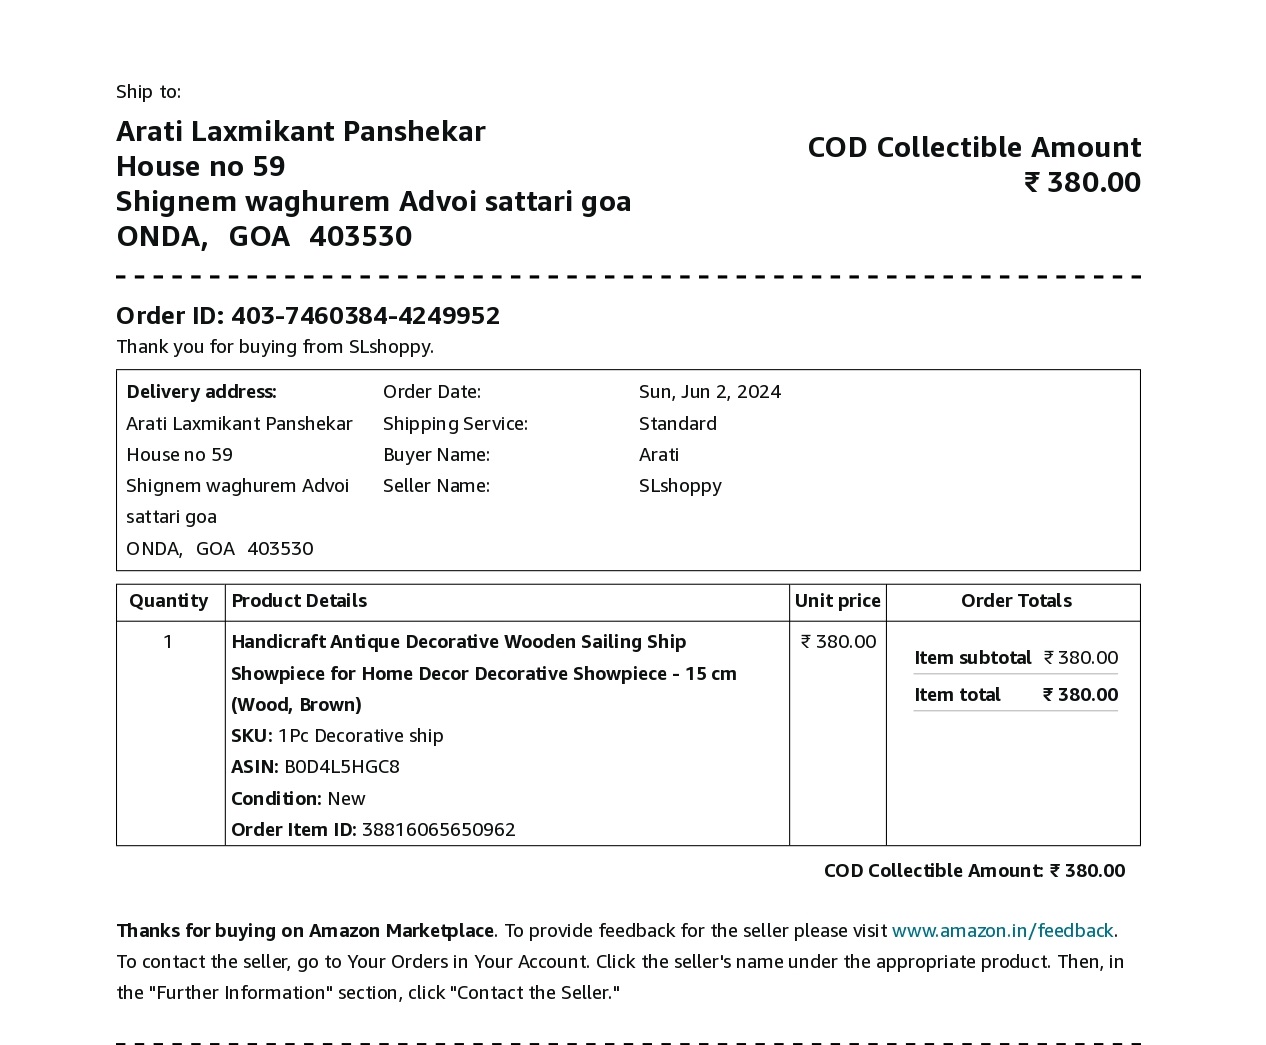 Ship to:
Arati Laxmikant Panshekar
House no 59
Shignem waghurem Advoi sattari goa
ONDA, GOA 403530
COD Collectible Amount
₹ 380.00
Order ID: 403-7460384-4249952
Thank you for buying from SLshoppy.
Delivery address:
Arati Laxmikant Panshekar
House no 59
Shignem waghurem Advoi
sattari goa
ONDA, GOA 403530
Order Date: Sun, Jun 2, 2024
Shipping Service: Standard
Buyer Name: Arati
Seller Name: SLshoppy
Quantity Product Details Unit price Order Totals
1
Handicraft Antique Decorative Wooden Sailing Ship
Showpiece for Home Decor Decorative Showpiece - 15 cm
(Wood, Brown)
SKU: 1Pc Decorative ship
ASIN: B0D4L5HGC8
Condition: New
Order Item ID: 38816065650962
₹ 380.00
Item subtotal ₹ 380.00
Item total ₹ 380.00
COD Collectible Amount: ₹ 380.00
Thanks for buying on Amazon Marketplace. To provide feedback for the seller please visit www.amazon.in/feedback.
To contact the seller, go to Your Orders in Your Account. Click the seller's name under the appropriate product. Then, in
the "Further Information" section, click "Contact the Seller."